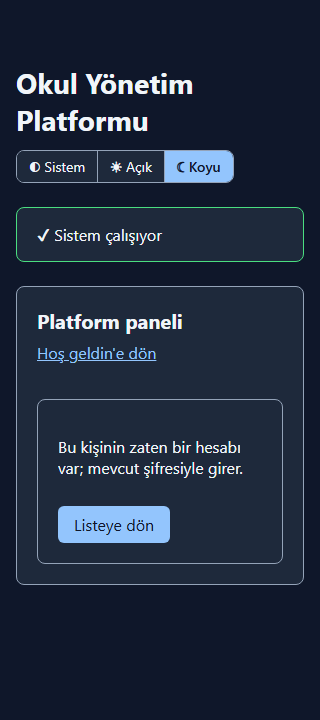 Okul Yönetim
Platformu
◐ Sistem ☀ Açık ☾ Koyu
✓ Sistem çalışıyor
Platform paneli
Hoş geldin'e dön
Bu kişinin zaten bir hesabı
var; mevcut şifresiyle girer.
Listeye dön